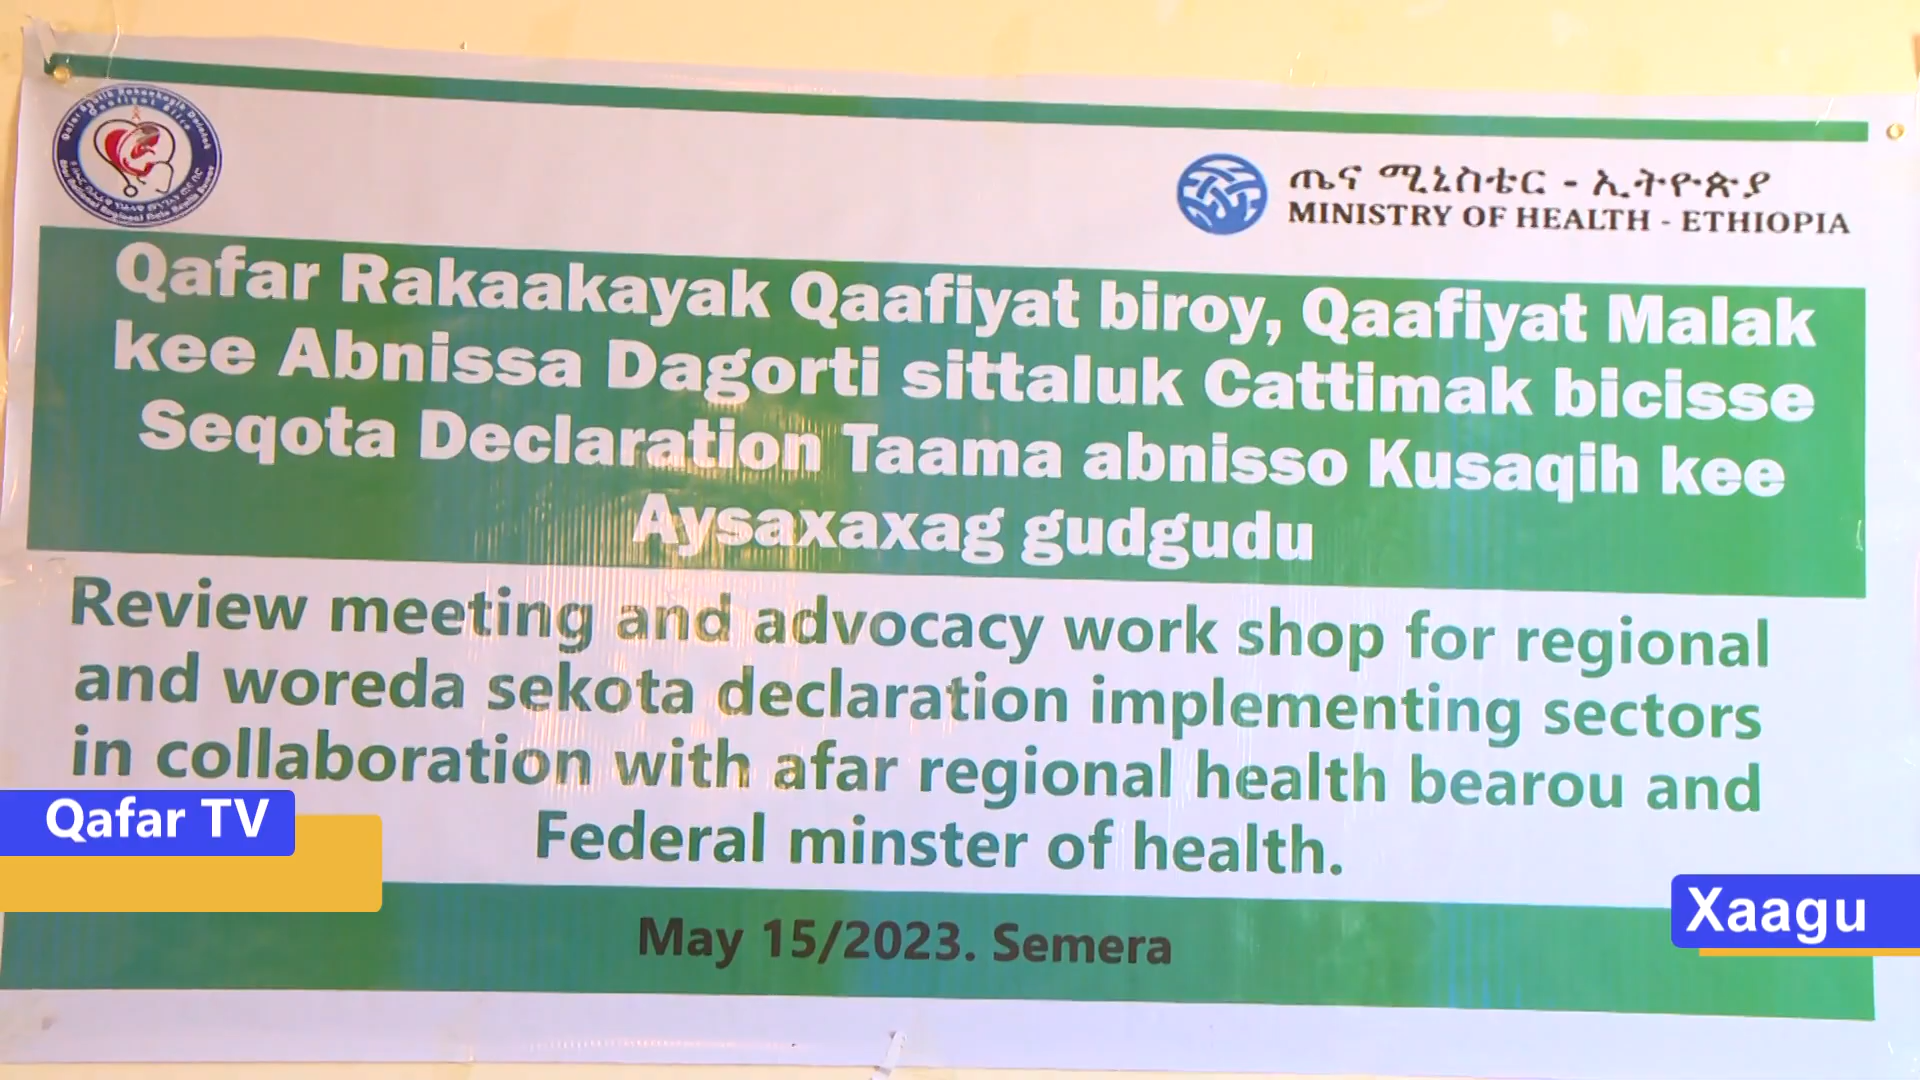 ጤና ሚኒስቴር - ኢትዮጵያ
MINISTRY OF HEALTH - ETHIOPIA
Qafar Rakaakayak Qaafiyat biroy, Qaafiyat Malak
kee Abnissa Dagorti sittaluk Cattimak bicisse
Seqota Declaration Taama abnisso Kusaqih kee
Aysaxaxag gudgudu
Review meeting and advocacy work shop for regional
and woreda sekota declaration implementing sectors
in collaboration with afar regional health bearou and
Federal minster of health.
May 15/2023. Semera
Qafar TV
Xaagu